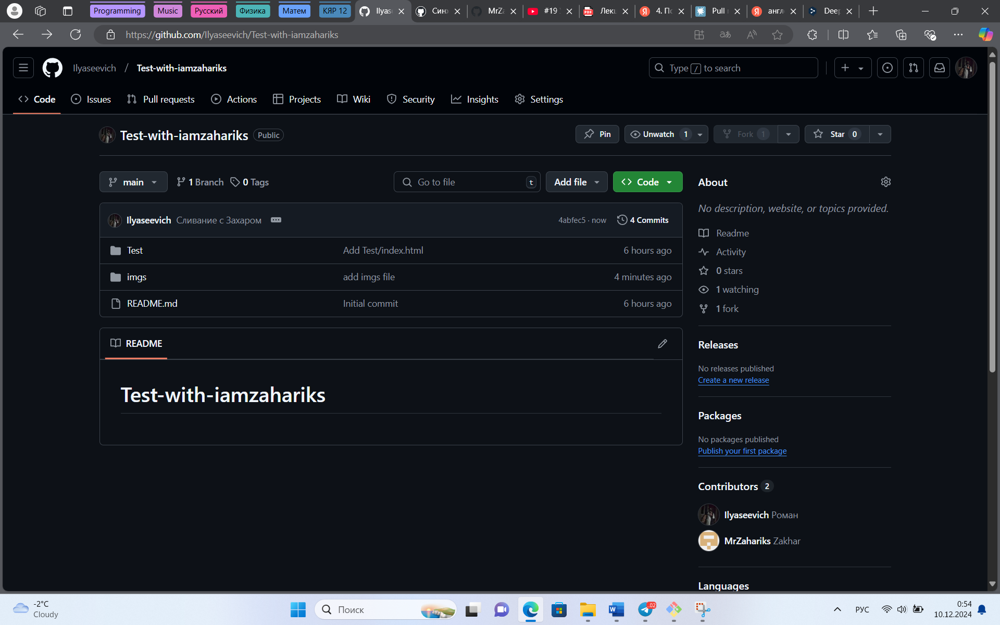 Programming Music Русский Физика Матем КЯР 12 Ilyas Синх MrZa #19 Лекц 4. Пс Pull англ Deep
https://github.com/Ilyaseevich/Test-with-iamzahariks
Ilyaseevich / Test-with-iamzahariks Type / to search
Code Issues Pull requests Actions Projects Wiki Security Insights Settings
Test-with-iamzahariks Public Pin Unwatch 1 Fork 1 Star 0
main 1 Branch 0 Tags Go to file t Add file Code
Ilyaseevich Сливание с Захаром 4abfec5 · now 4 Commits
Test Add Test/index.html 6 hours ago
imgs add imgs file 4 minutes ago
README.md Initial commit 6 hours ago
README
Test-with-iamzahariks
About
No description, website, or topics provided.
Readme
Activity
0 stars
1 watching
1 fork
Releases
No releases published
Create a new release
Packages
No packages published
Publish your first package
Contributors 2
Ilyaseevich Роман
MrZahariks Zakhar
Languages
-2°C
Cloudy
Поиск
.02
РУС
0:54
10.12.2024